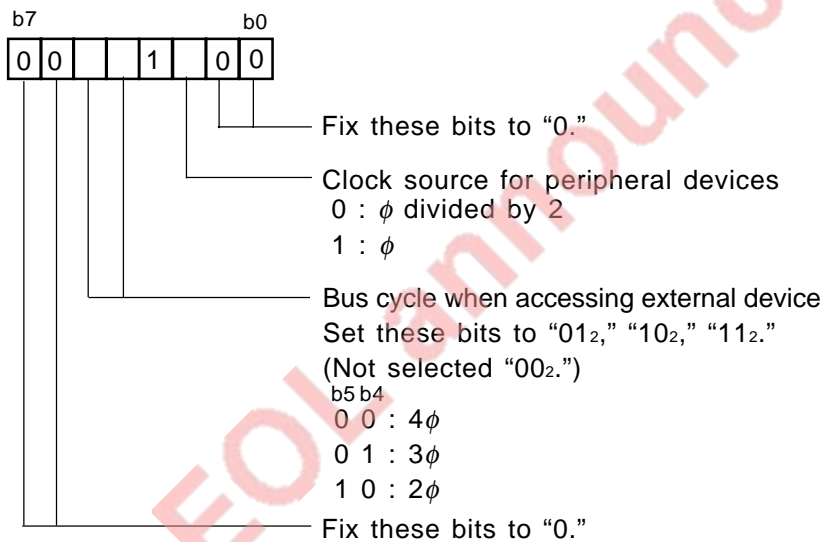 b7 b0
0 0 1 0 0
Fix these bits to “0.”
Clock source for peripheral devices
0 : ϕ divided by 2
1 : ϕ
Bus cycle when accessing external device
Set these bits to “01₂,” “10₂,” “11₂.”
(Not selected “00₂.”)
b5 b4
0 0 : 4ϕ
0 1 : 3ϕ
1 0 : 2ϕ
Fix these bits to “0.”
EOL announc